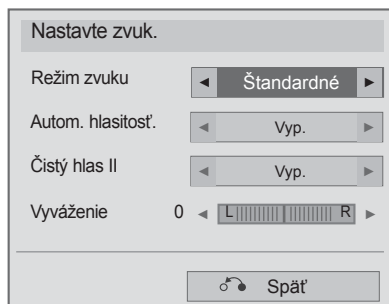 Nastavte zvuk.
Režim zvuku ◄ Štandardné ►
Autom. hlasitosť. ◄ Vyp. ►
Čistý hlas II ◄ Vyp. ►
Vyváženie 0 ◄ L R ►
Späť